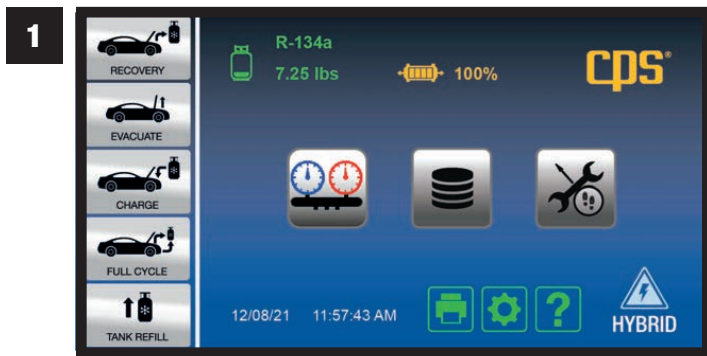 1
RECOVERY
EVACUATE
CHARGE
FULL CYCLE
TANK REFILL
R-134a
7.25 lbs
100%
cps®
12/08/21 11:57:43 AM
?
HYBRID